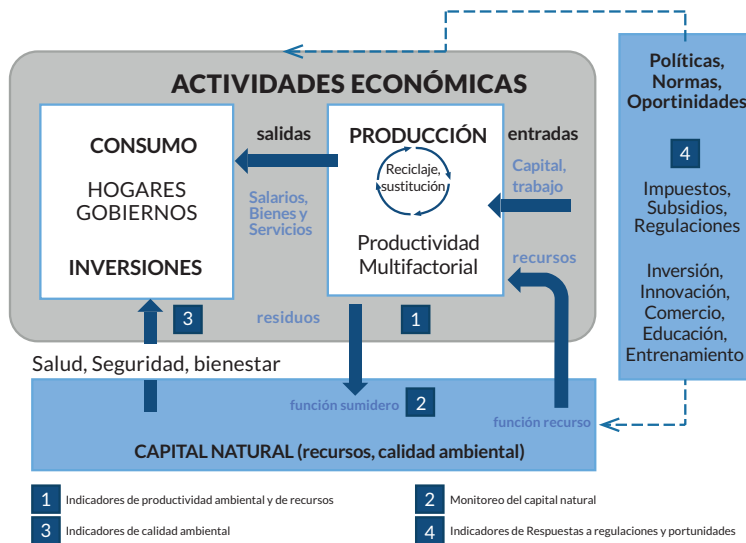 ACTIVIDADES ECONÓMICAS
CONSUMO
HOGARES
GOBIERNOS
INVERSIONES
salidas
Salarios,
Bienes y
Servicios
PRODUCCIÓN
Reciclaje,
sustitución
Productividad
Multifactorial
entradas
Capital,
trabajo
recursos
residuos
1
3
Salud, Seguridad, bienestar
función sumidero
2
función recurso
CAPITAL NATURAL (recursos, calidad ambiental)
Políticas,
Normas,
Oportinidades
4
Impuestos,
Subsidios,
Regulaciones
Inversión,
Innovación,
Comercio,
Educación,
Entrenamiento
1 Indicadores de productividad ambiental y de recursos
2 Monitoreo del capital natural
3 Indicadores de calidad ambiental
4 Indicadores de Respuestas a regulaciones y portunidades